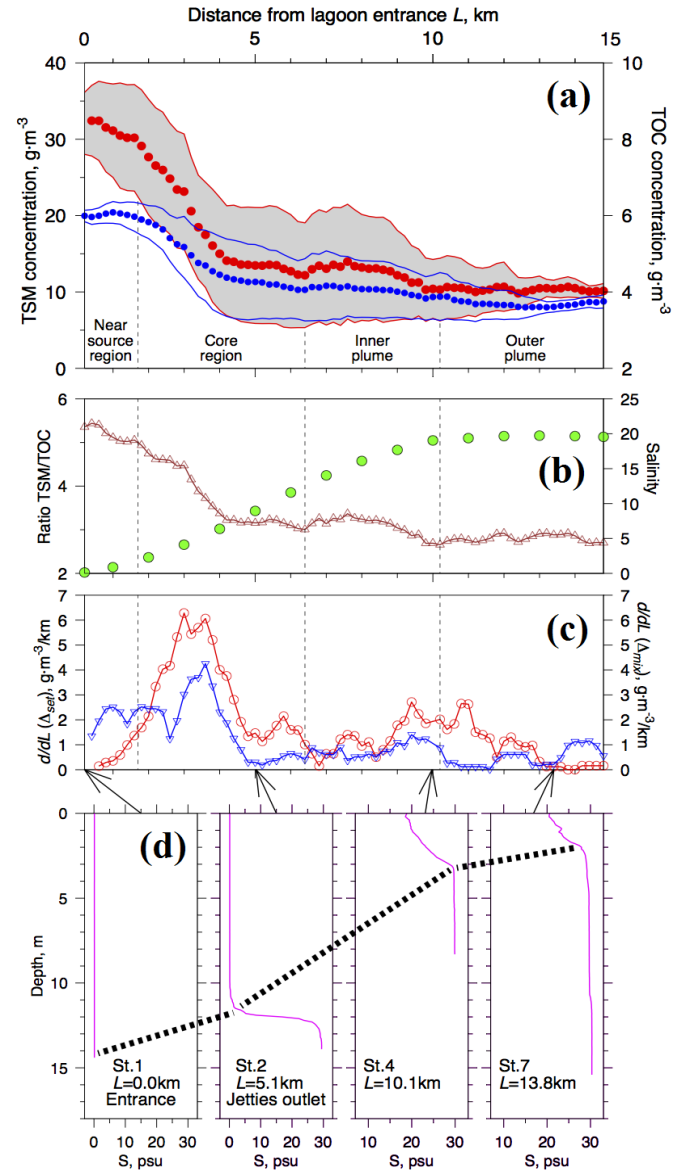 Distance from lagoon entrance L, km
0 5 10 15
40 10
(a)
30 8
20 6
10 4
0 2
TSM concentration, g·m⁻³
TOC concentration, g·m⁻³
Near source region
Core region
Inner plume
Outer plume
6 25
20
(b)
4 15
10
5
2 0
Ratio TSM/TOC
Salinity
7 7
6 6
(c)
5 5
4 4
3 3
2 2
1 1
0 0
d/dL (Δset), g·m⁻³/km
d/dL (Δmix), g·m⁻³/km
0
(d)
5
10
15
Depth, m
St.1
L=0.0km
Entrance
St.2
L=5.1km
Jetties outlet
St.4
L=10.1km
St.7
L=13.8km
0 10 20 30
0 10 20 30
0 10 20 30
0 10 20 30
S, psu
S, psu
S, psu
S, psu